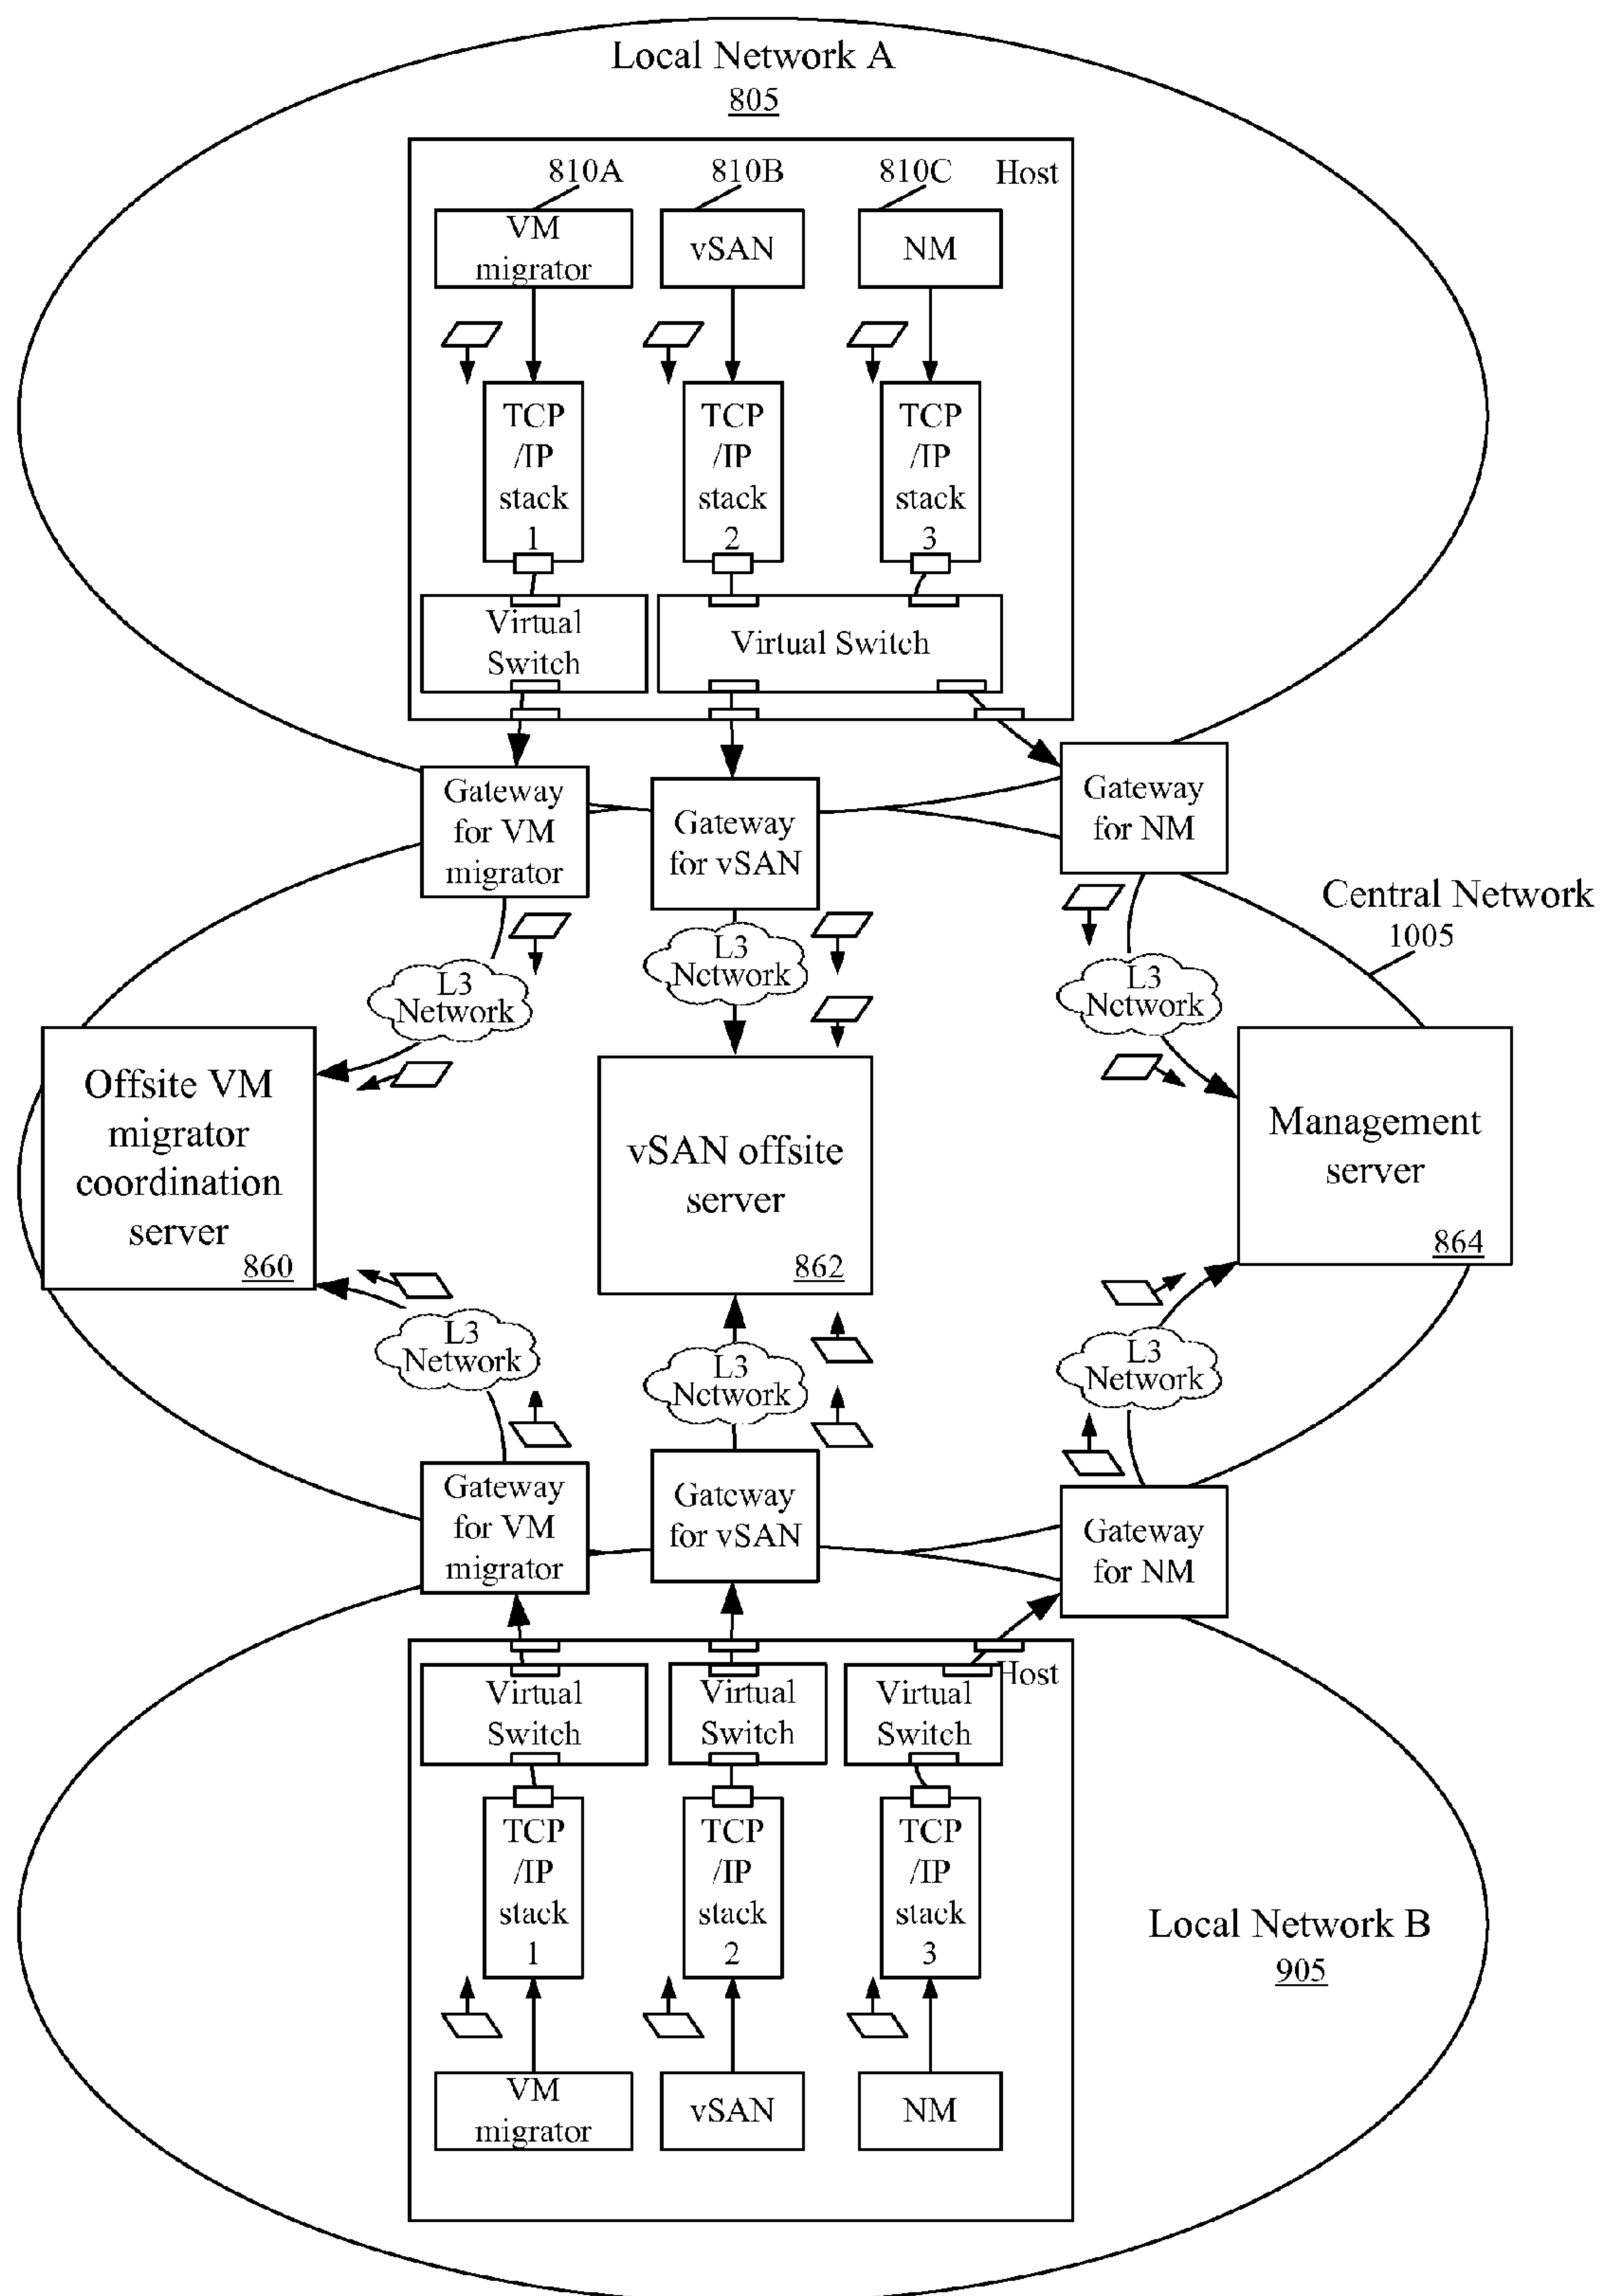 Local Network A
805
810A 810B 810C Host
VM
migrator
vSAN
NM
TCP
/IP
stack
1
TCP
/IP
stack
2
TCP
/IP
stack
3
Virtual
Switch
Virtual Switch
Gateway
for VM
migrator
Gateway
for vSAN
Gateway
for NM
Central Network
1005
L3
Network
L3
Network
L3
Network
Offsite VM
migrator
coordination
server
860
vSAN offsite
server
862
Management
server
864
L3
Network
L3
Network
L3
Network
Gateway
for VM
migrator
Gateway
for vSAN
Gateway
for NM
Host
Virtual
Switch
Virtual
Switch
Virtual
Switch
TCP
/IP
stack
1
TCP
/IP
stack
2
TCP
/IP
stack
3
Local Network B
905
VM
migrator
vSAN
NM